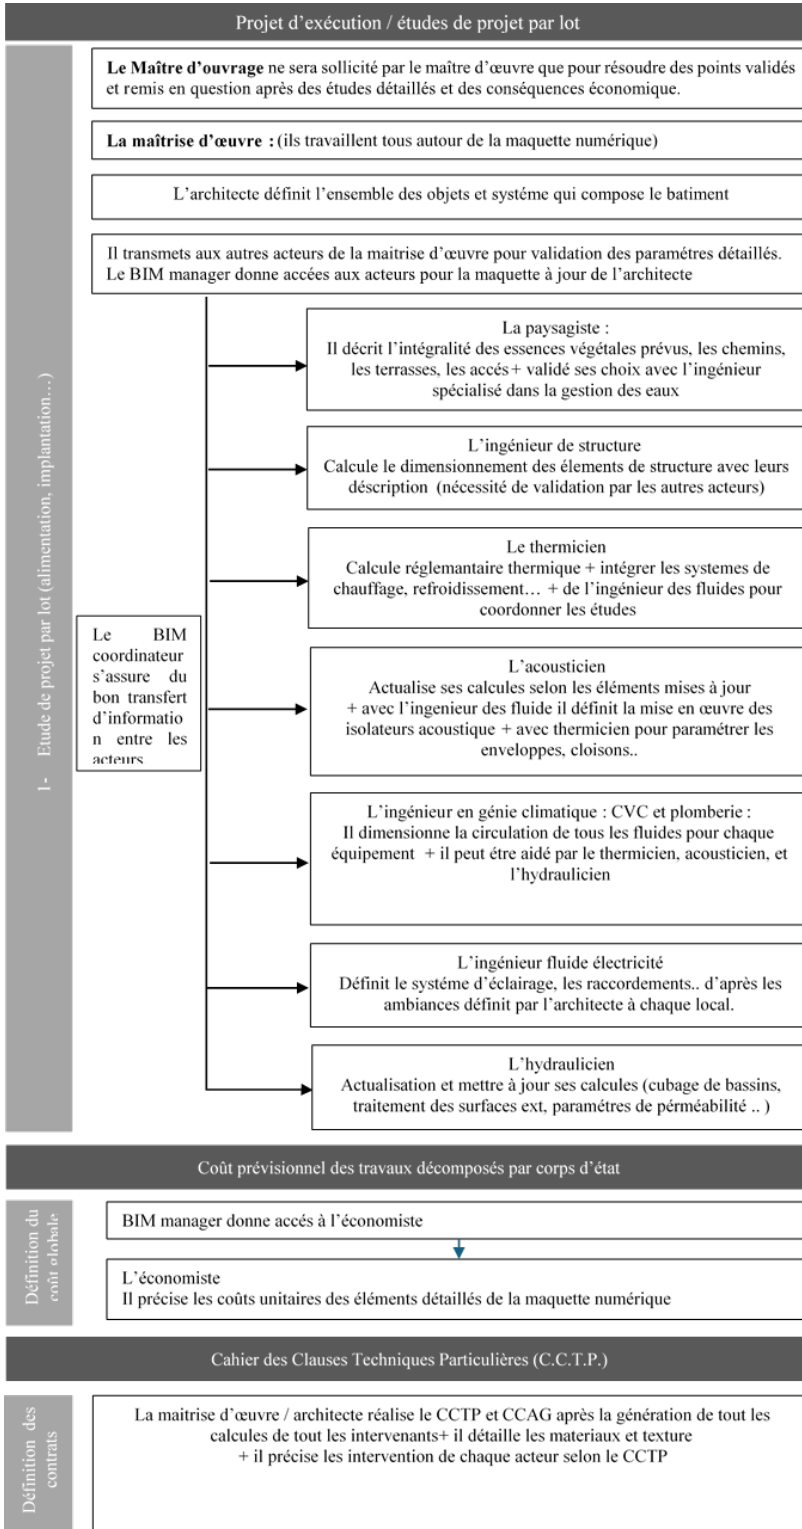 Projet d'exécution / études de projet par lot
Le Maître d'ouvrage ne sera sollicité par le maître d'œuvre que pour résoudre des points validés
et remis en question après des études détaillés et des conséquences économique.
La maîtrise d'œuvre : (ils travaillent tous autour de la maquette numérique)
L'architecte définit l'ensemble des objets et systéme qui compose le batiment
Il transmets aux autres acteurs de la maitrise d'œuvre pour validation des paramétres détaillés.
Le BIM manager donne accées aux acteurs pour la maquette à jour de l'architecte
1- Etude de projet par lot (alimentation, implantation…)
Le BIM
coordinateur
s'assure du
bon transfert
d'informatio
n entre les
acteurs
La paysagiste :
Il décrit l'intégralité des essences végétales prévus, les chemins,
les terrasses, les accés+ validé ses choix avec l'ingénieur
spécialisé dans la gestion des eaux
L'ingénieur de structure
Calcule le dimensionnement des élements de structure avec leurs
déscription (nécessité de validation par les autres acteurs)
Le thermicien
Calcule réglemantaire thermique + intégrer les systemes de
chauffage, refroidissement… + de l'ingénieur des fluides pour
coordonner les études
L'acousticien
Actualise ses calcules selon les éléments mises à jour
+ avec l'ingenieur des fluide il définit la mise en œuvre des
isolateurs acoustique + avec thermicien pour paramétrer les
enveloppes, cloisons..
L'ingénieur en génie climatique : CVC et plomberie :
Il dimensionne la circulation de tous les fluides pour chaque
équipement + il peut étre aidé par le thermicien, acousticien, et
l'hydraulicien
L'ingénieur fluide électricité
Définit le systéme d'éclairage, les raccordements.. d'après les
ambiances définit par l'architecte à chaque local.
L'hydraulicien
Actualisation et mettre à jour ses calcules (cubage de bassins,
traitement des surfaces ext, paramétres de pérméabilité .. )
Coût prévisionnel des travaux décomposés par corps d'état
Définition du
coût globale
BIM manager donne accés à l'économiste
L'économiste
Il précise les coûts unitaires des éléments détaillés de la maquette numérique
Cahier des Clauses Techniques Particulières (C.C.T.P.)
Définition des
contrats
La maitrise d'œuvre / architecte réalise le CCTP et CCAG après la génération de tout les
calcules de tout les intervenants+ il détaille les materiaux et texture
+ il précise les intervention de chaque acteur selon le CCTP